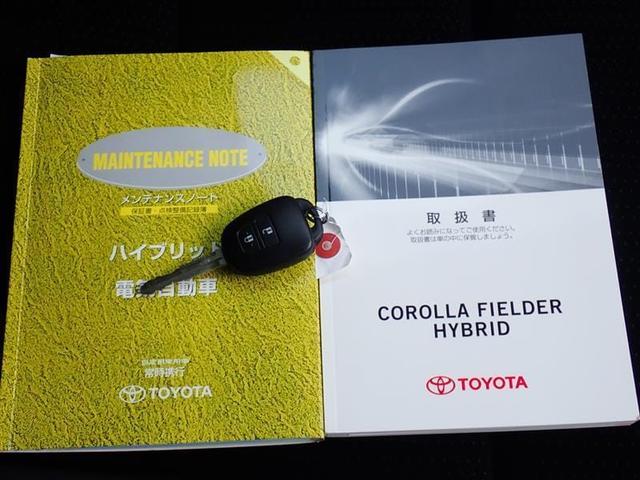 MAINTENANCE NOTE
メンテナンスノート
保証書・点検整備記録簿
ハイブリッド
電気自動車
常時携行
TOYOTA
取扱書
よくお読みになってご使用ください。
取扱書は車の中に保管しましょう。
COROLLA FIELDER
HYBRID
TOYOTA